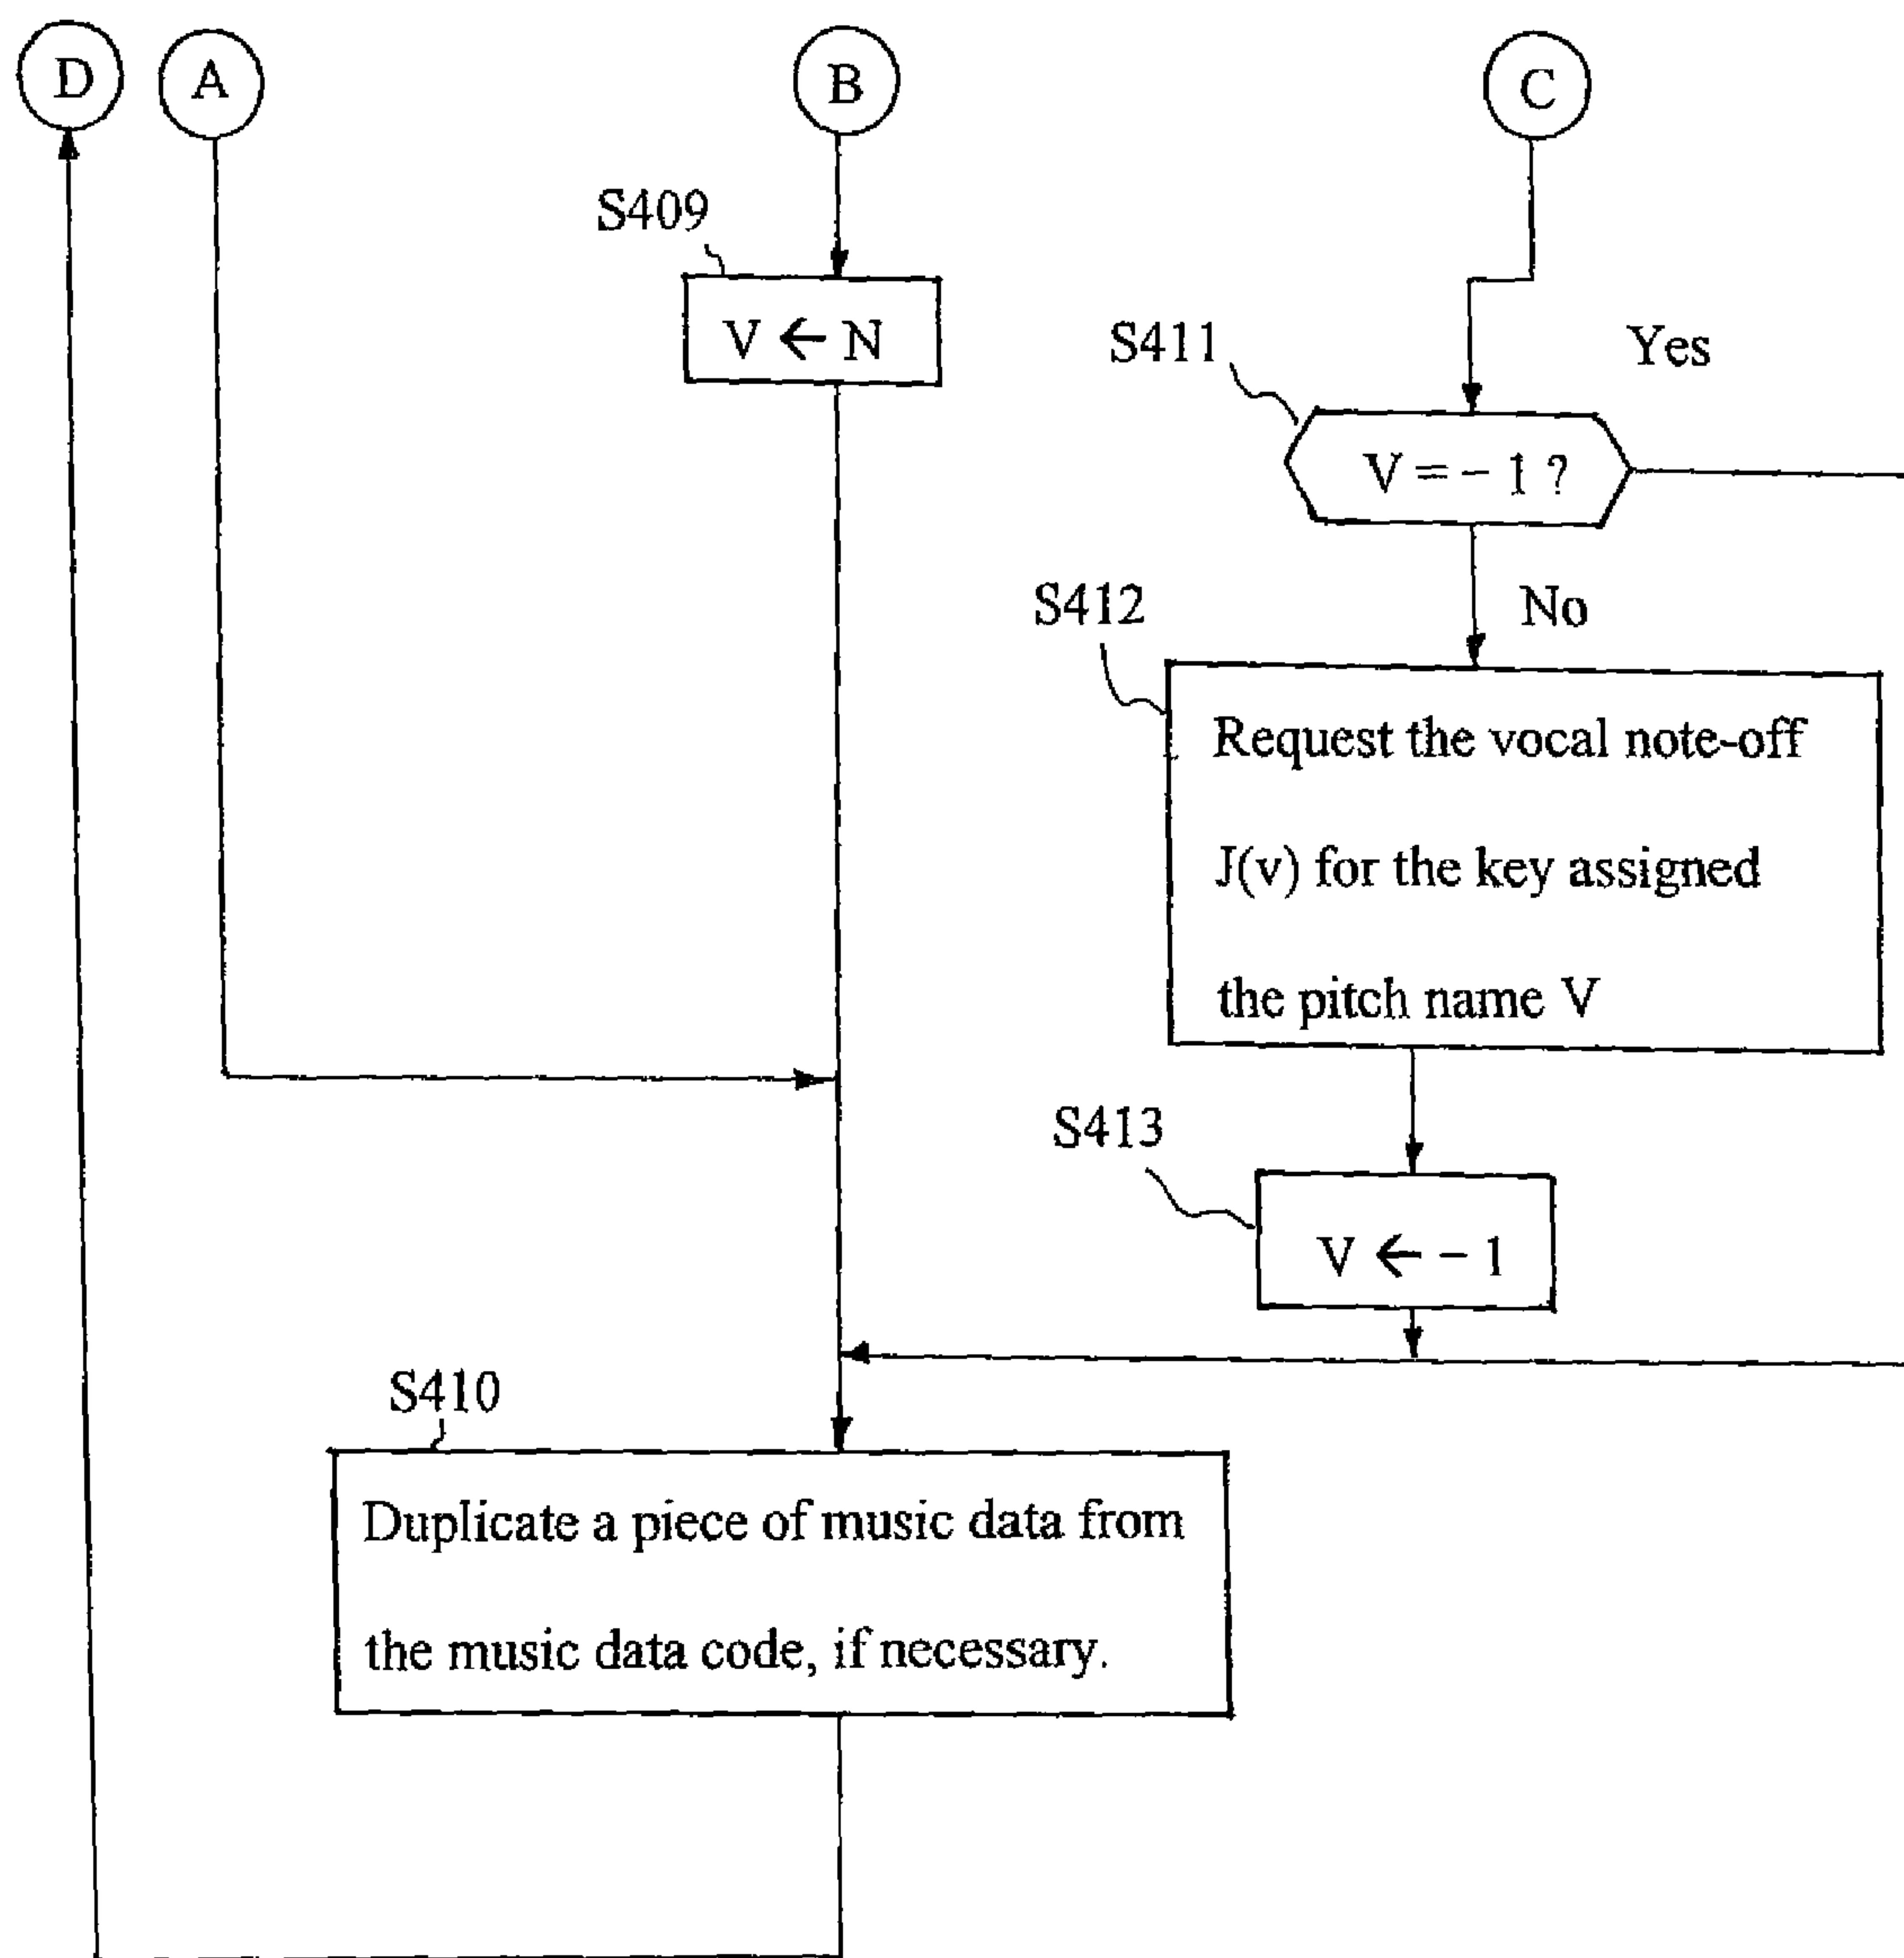 D
A
B
C
S409
V ← N
S411
Yes
V = – 1 ?
S412
No
Request the vocal note-off
J(v) for the key assigned
the pitch name V
S413
V ← – 1
S410
Duplicate a piece of music data from
the music data code, if necessary.